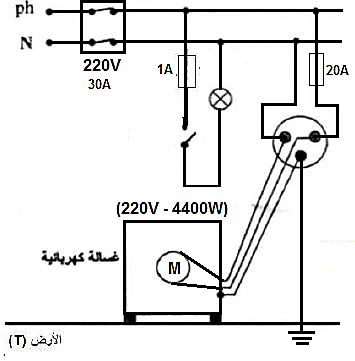 ph
N
220V
30A
1A
20A
(220V - 4400W)
غسالة كهربائية
M
الأرض (T)